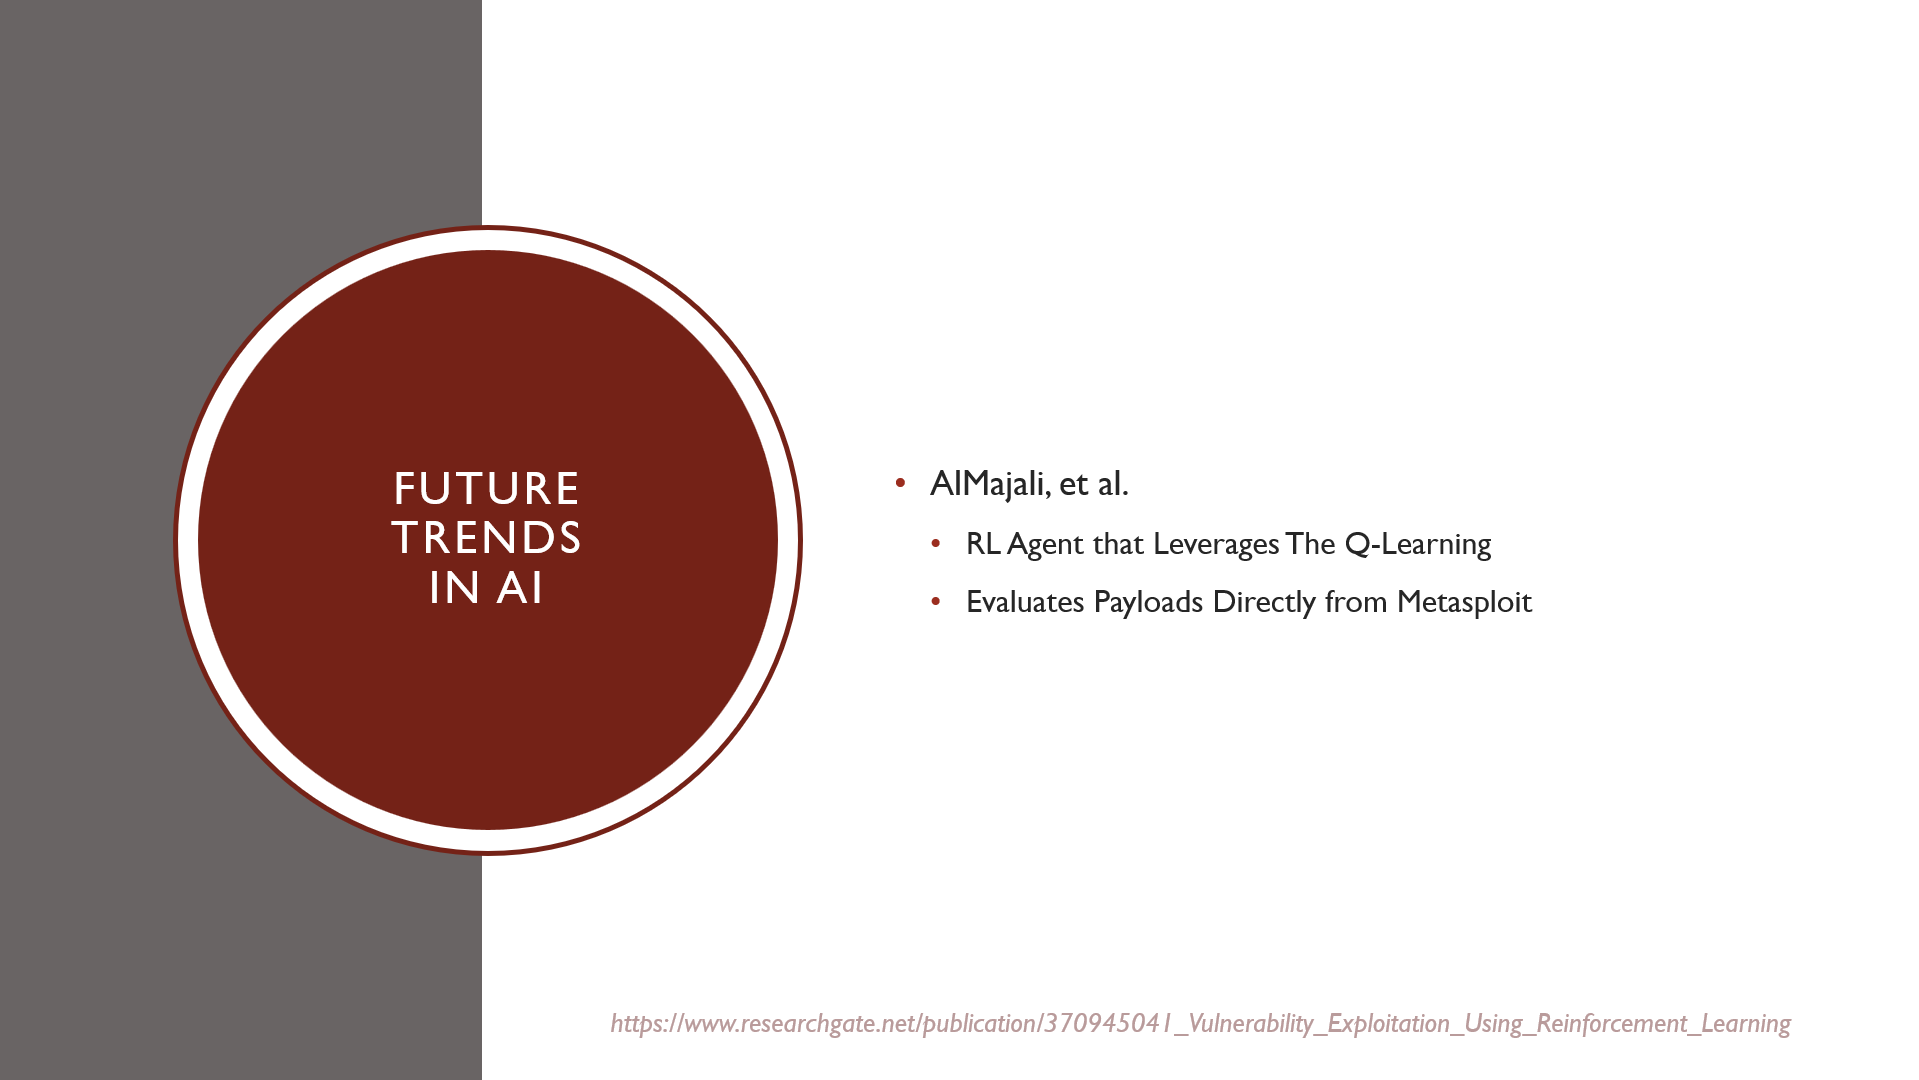 FUTURE
TRENDS
IN AI
• AlMajali, et al.
• RL Agent that Leverages The Q-Learning
• Evaluates Payloads Directly from Metasploit
https://www.researchgate.net/publication/370945041_Vulnerability_Exploitation_Using_Reinforcement_Learning